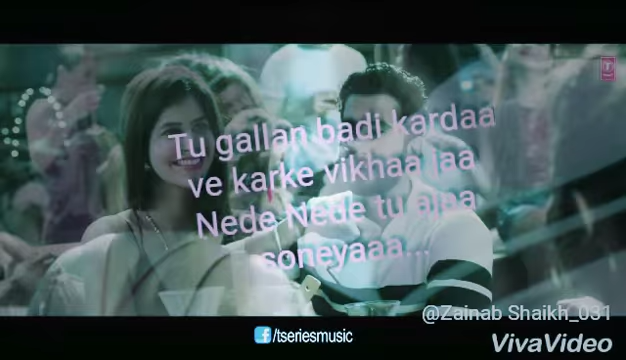 Tu gallan badi kardaa
ve karke vikhaa jaa
Nede Nede tu ajaa
soneyaaa...
@Zainab Shaikh_031
f/tseriesmusic
VivaVideo
T